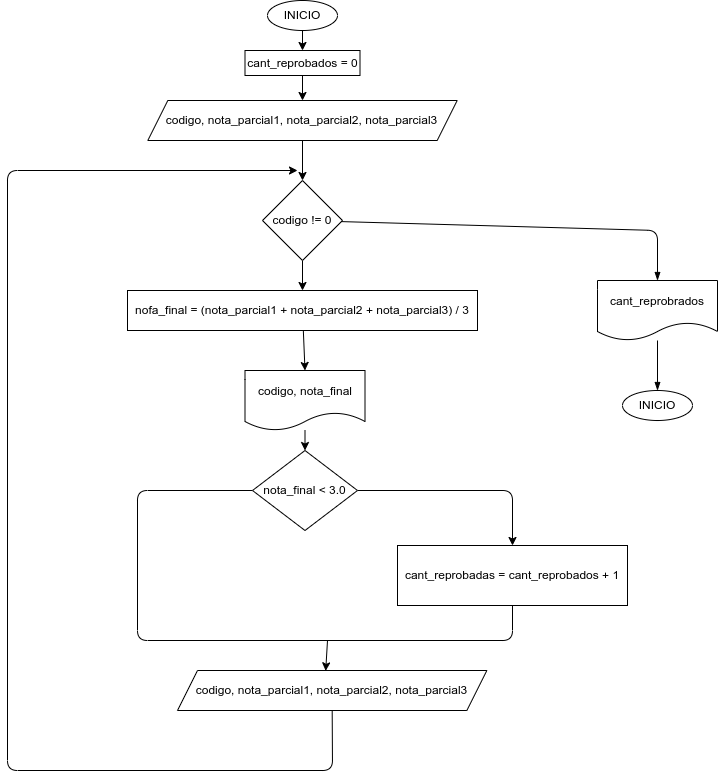 INICIO
cant_reprobados = 0
codigo, nota_parcial1, nota_parcial2, nota_parcial3
codigo != 0
cant_reprobrados
nofa_final = (nota_parcial1 + nota_parcial2 + nota_parcial3) / 3
codigo, nota_final
INICIO
nota_final < 3.0
cant_reprobadas = cant_reprobados + 1
codigo, nota_parcial1, nota_parcial2, nota_parcial3